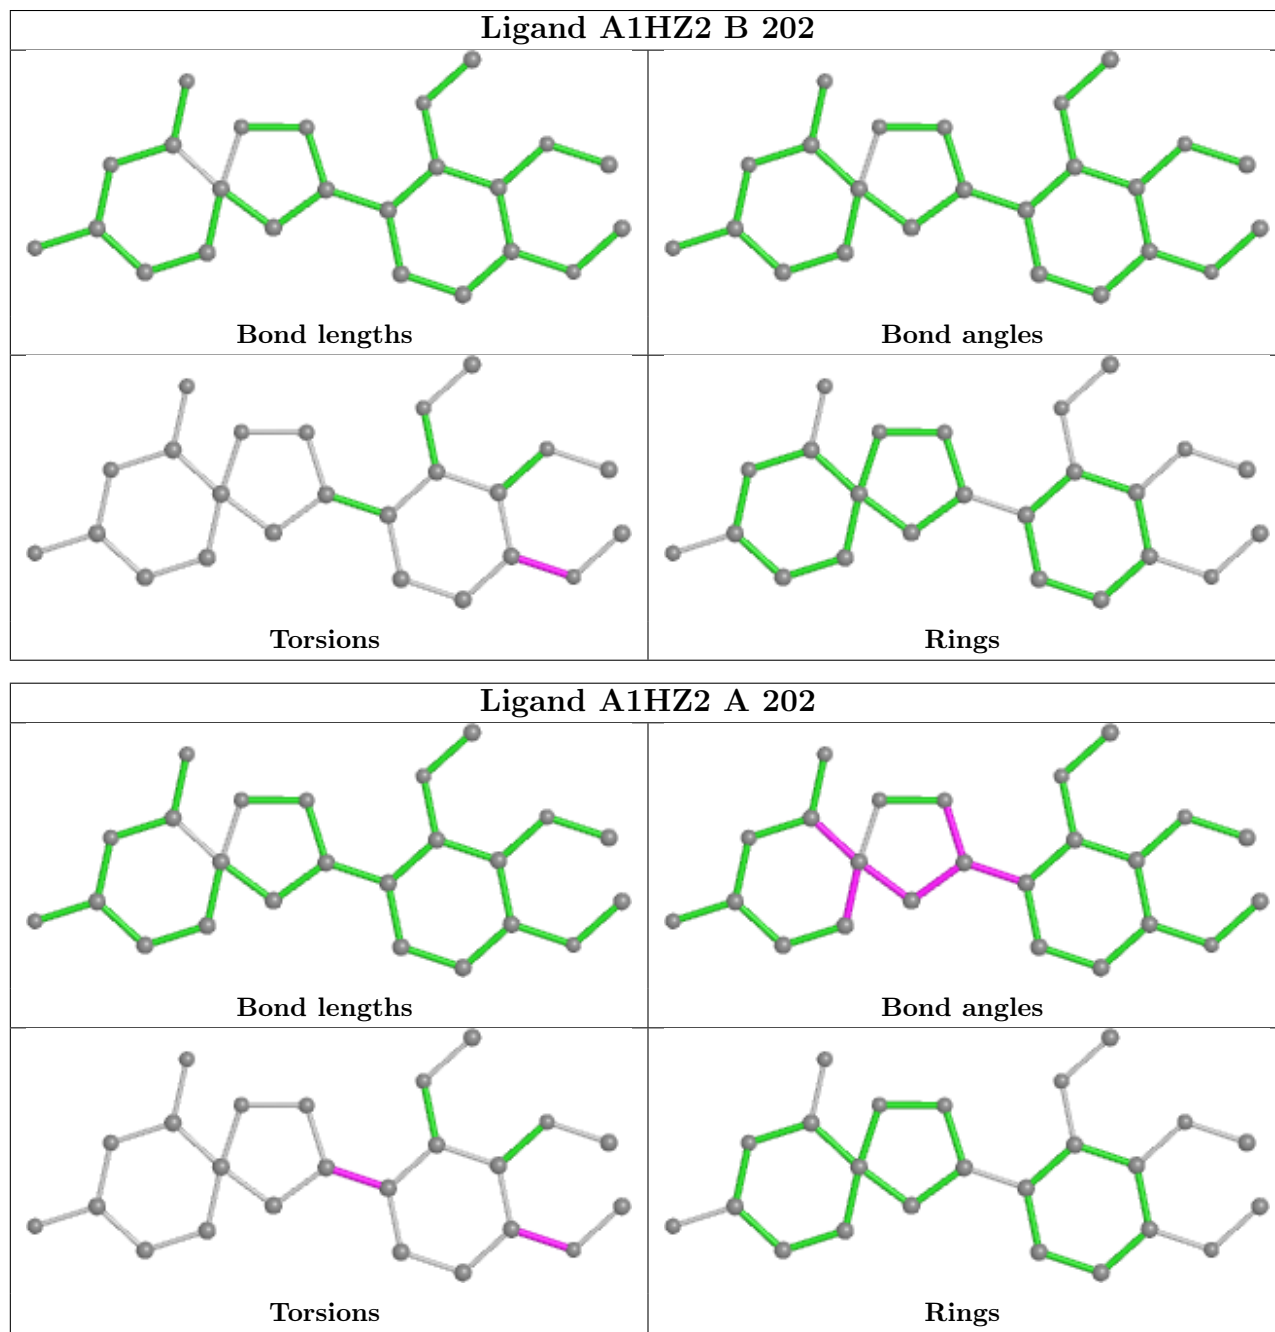 Ligand A1HZ2 B 202
Bond lengths
Bond angles
Torsions
Rings
Ligand A1HZ2 A 202
Bond lengths
Bond angles
Torsions
Rings